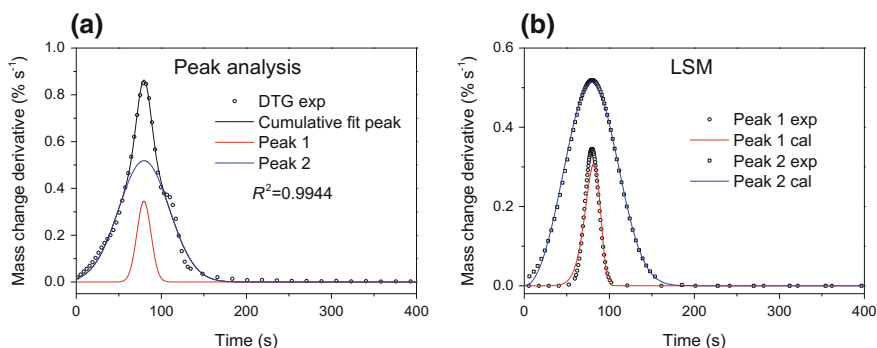 (a)
Mass change derivative (% s⁻¹)
1.0
0.8
0.6
0.4
0.2
0.0
Peak analysis
DTG exp
Cumulative fit peak
Peak 1
Peak 2
R²=0.9944
0 100 200 300 400
Time (s)
(b)
Mass change derivative (% s⁻¹)
0.6
0.4
0.2
0.0
LSM
Peak 1 exp
Peak 1 cal
Peak 2 exp
Peak 2 cal
0 100 200 300 400
Time (s)